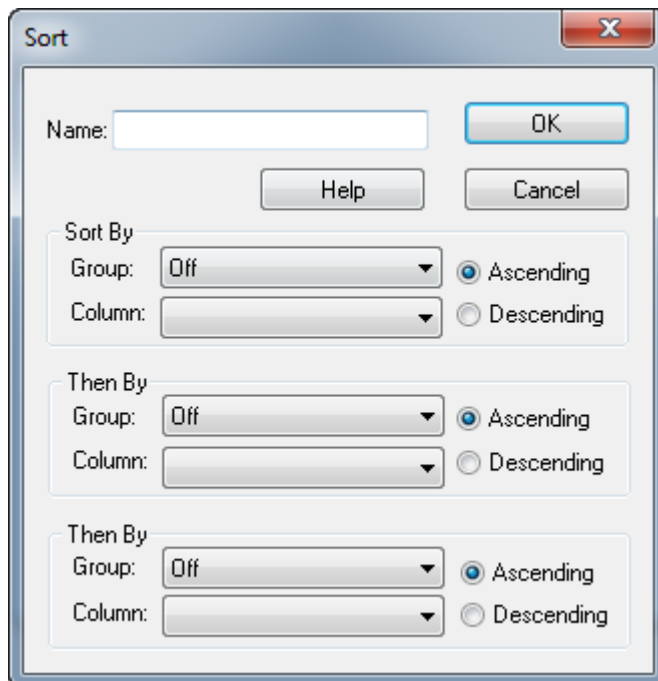 Sort
Name:
OK
Help
Cancel
Sort By
Group: Off
Ascending
Column:
Descending
Then By
Group: Off
Ascending
Column:
Descending
Then By
Group: Off
Ascending
Column:
Descending